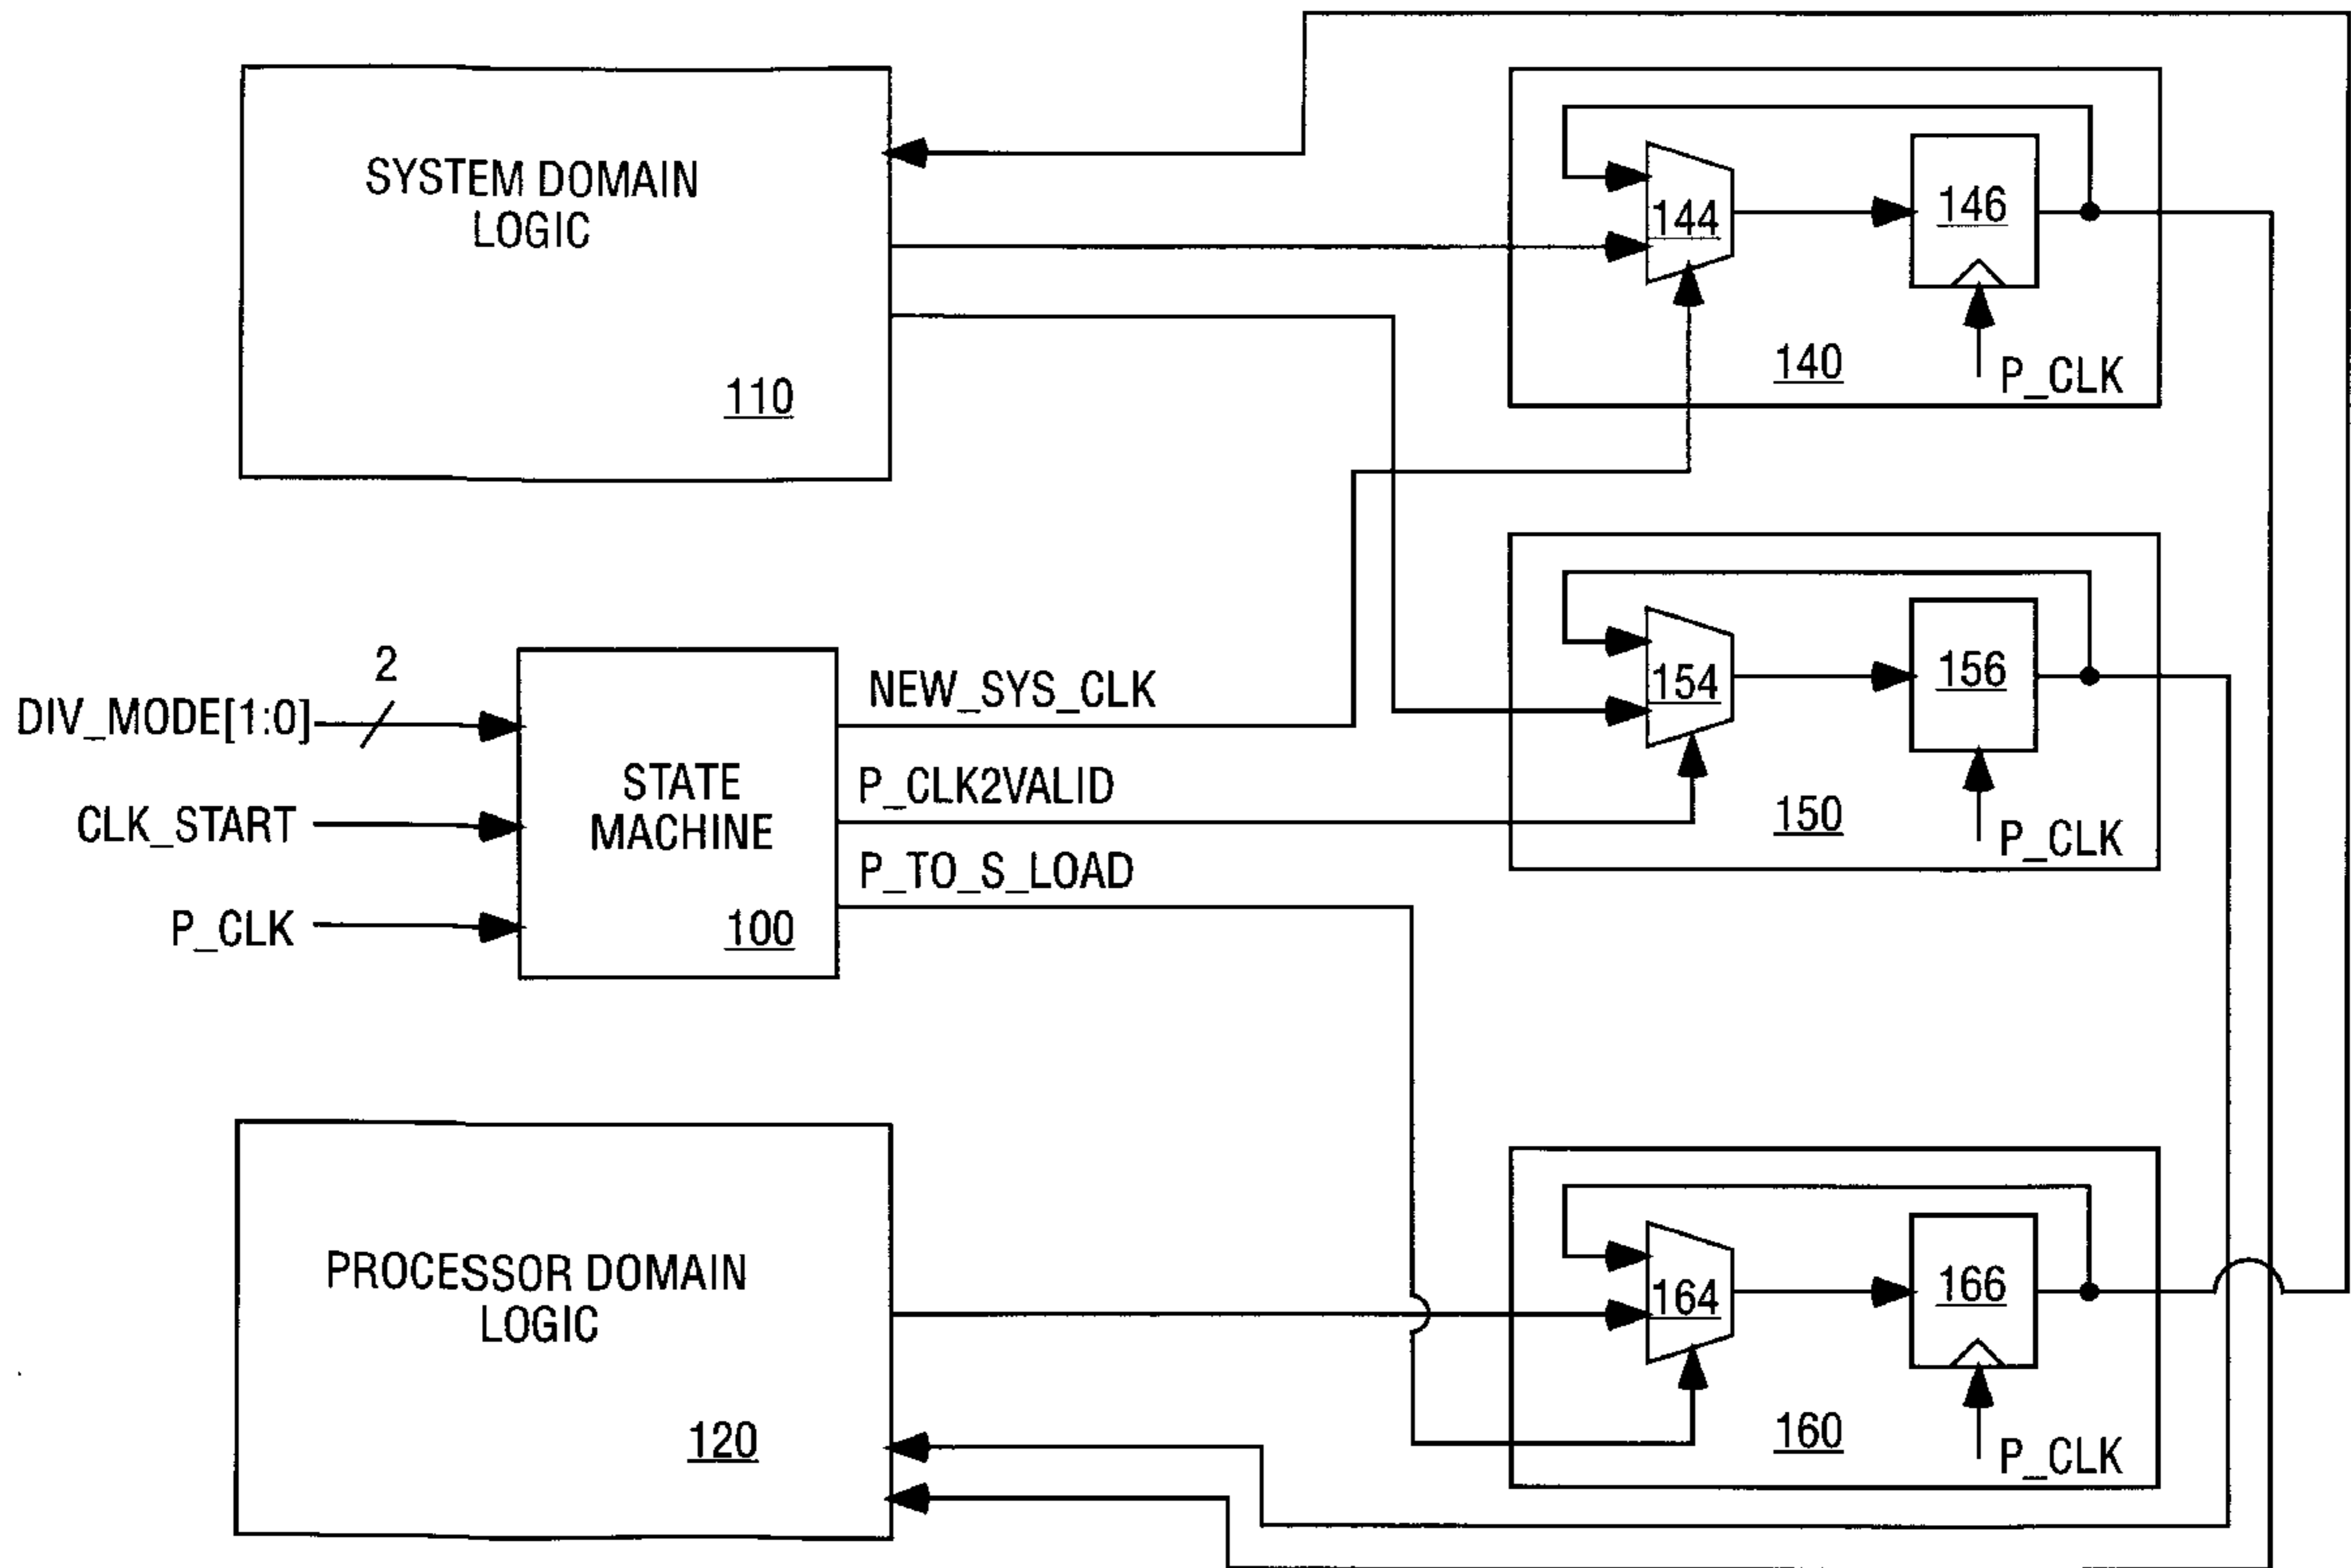 SYSTEM DOMAIN
LOGIC
110
144
146
140
P_CLK
2
DIV_MODE[1:0]
CLK_START
P_CLK
STATE
MACHINE
100
NEW_SYS_CLK
P_CLK2VALID
P_TO_S_LOAD
154
156
150
P_CLK
PROCESSOR DOMAIN
LOGIC
120
164
166
160
P_CLK